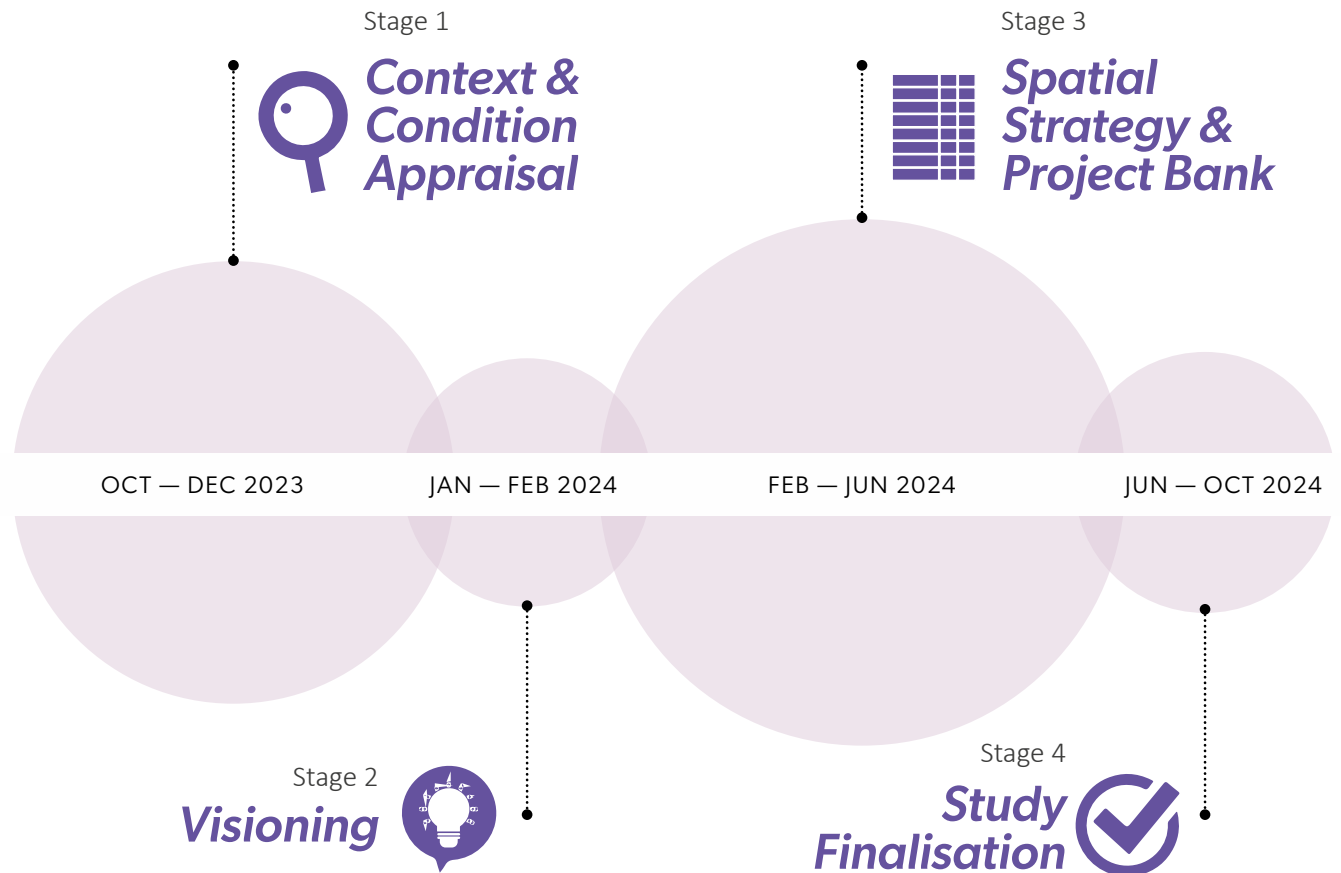 Stage 1
Context &
Condition
Appraisal
Stage 3
Spatial
Strategy &
Project Bank
OCT — DEC 2023
JAN — FEB 2024
FEB — JUN 2024
JUN — OCT 2024
Stage 2
Visioning
Stage 4
Study
Finalisation